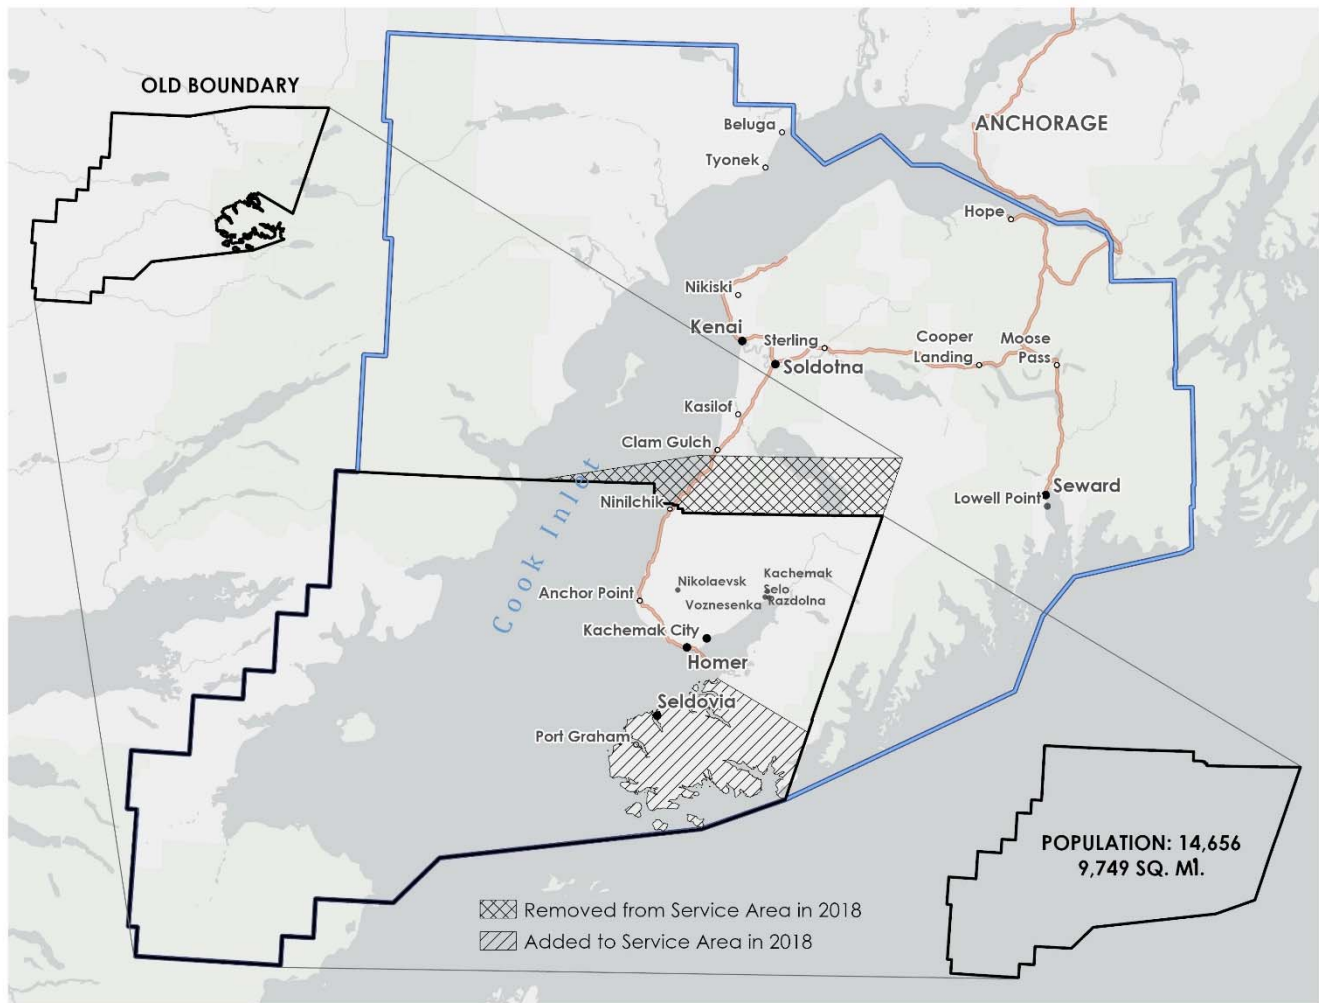 OLD BOUNDARY
ANCHORAGE
Beluga
Tyonek
Hope
Nikiski
Kenai
Sterling
Cooper
Landing
Moose
Pass
Soldotna
Kasilof
Clam Gulch
Cook Inlet
Ninilchik
Lowell Point
Seward
Anchor Point
Nikolaevsk
Kachemak
Selo
Voznesenka
Razdolna
Kachemak City
Homer
Seldovia
Port Graham
POPULATION: 14,656
9,749 SQ. MI.
Removed from Service Area in 2018
Added to Service Area in 2018